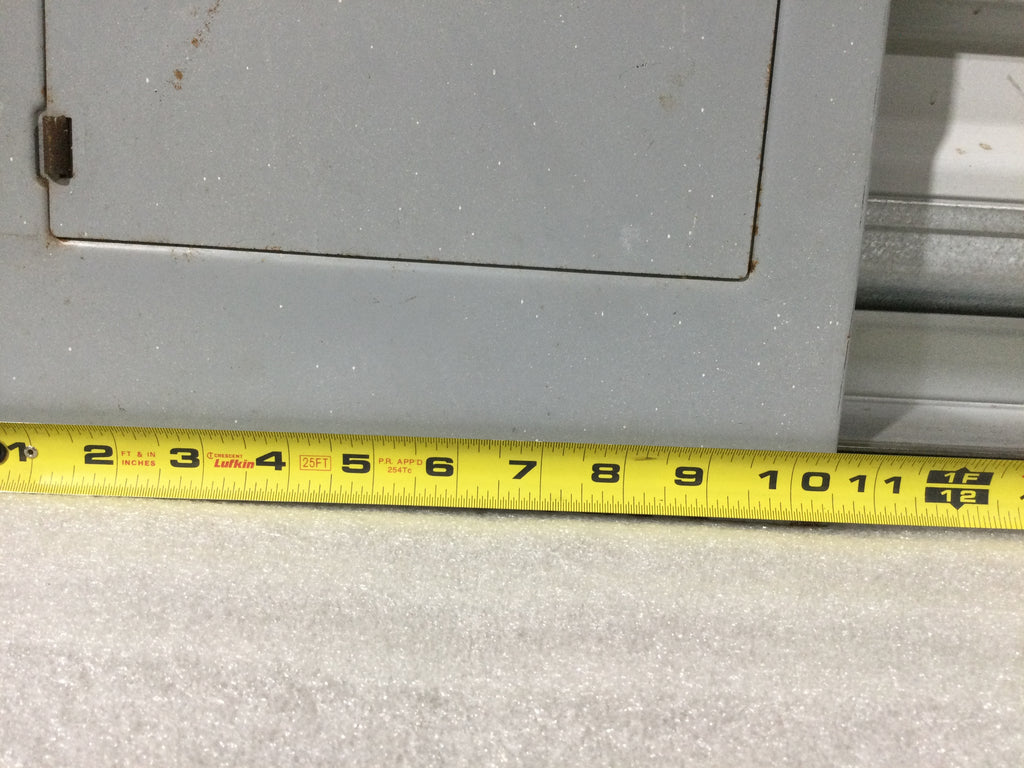 1 2 FT & IN 3 CRESCENT 4 25FT 5 P.R. APP'D 6 7 8 9 10 11 1F
INCHES Lufkin 254Tc 12